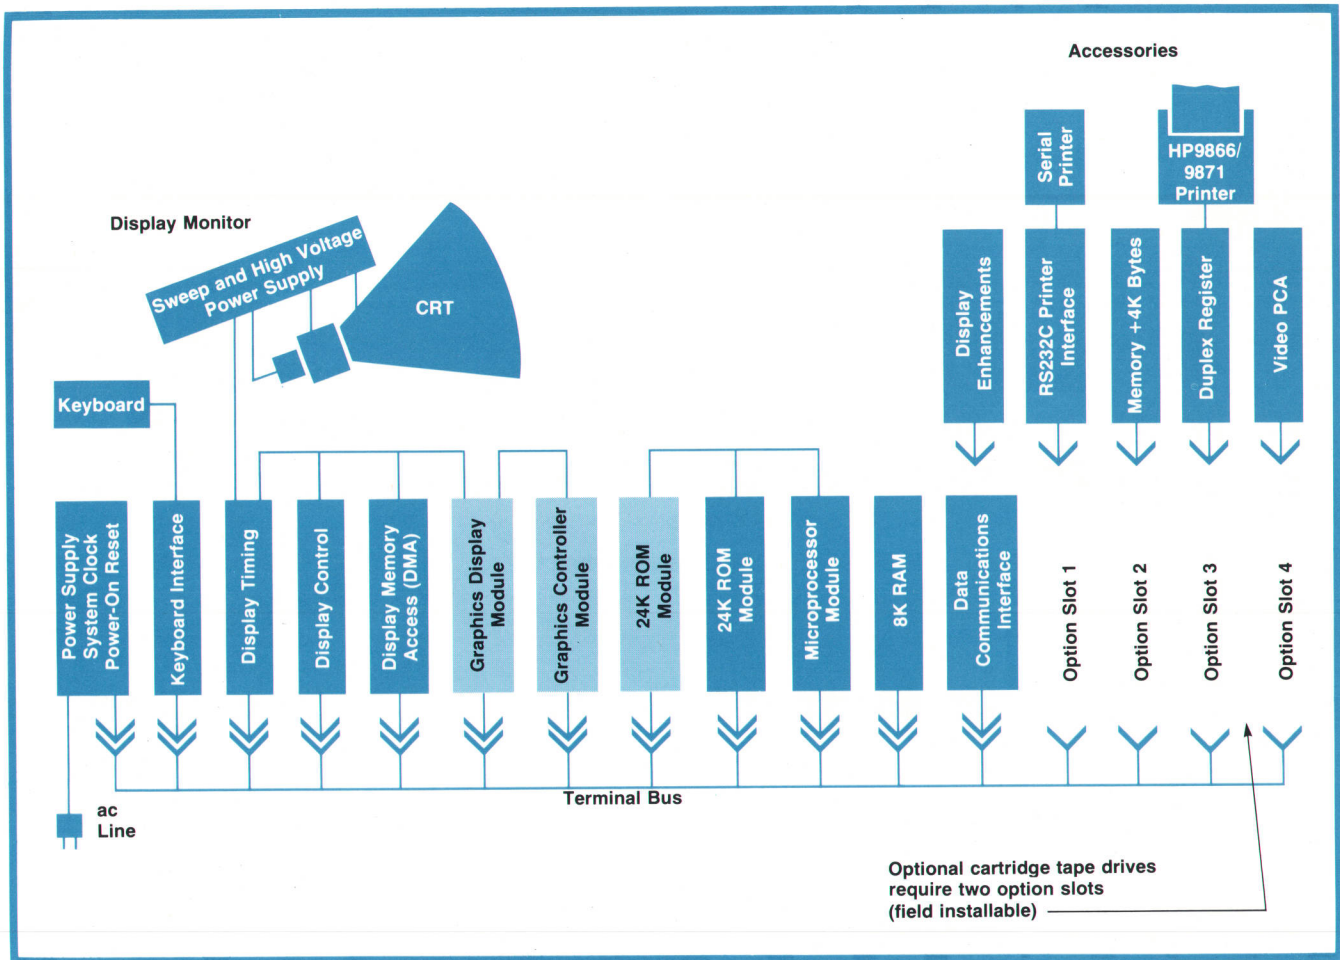 Accessories
Serial
Printer
HP9866/
9871
Printer
Display Monitor
Sweep and High Voltage
Power Supply
CRT
Display
Enhancements
RS232C Printer
Interface
Memory +4K Bytes
Duplex Register
Video PCA
Keyboard
Power Supply
System Clock
Power-On Reset
Keyboard Interface
Display Timing
Display Control
Display Memory
Access (DMA)
Graphics Display
Module
Graphics Controller
Module
24K ROM
Module
24K ROM
Module
Microprocessor
Module
8K RAM
Data
Communications
Interface
Option Slot 1
Option Slot 2
Option Slot 3
Option Slot 4
Terminal Bus
ac
Line
Optional cartridge tape drives
require two option slots
(field installable)